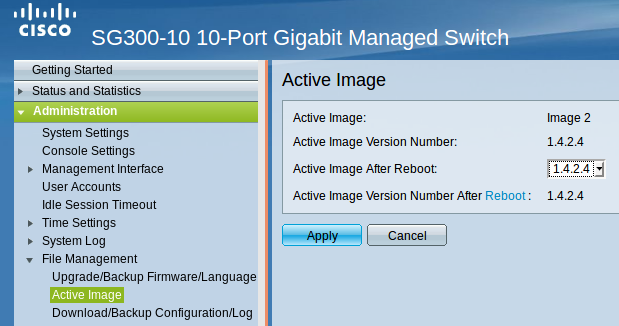 CISCO
SG300-10 10-Port Gigabit Managed Switch
Getting Started
Status and Statistics
Administration
System Settings
Console Settings
Management Interface
User Accounts
Idle Session Timeout
Time Settings
System Log
File Management
Upgrade/Backup Firmware/Language
Active Image
Download/Backup Configuration/Log
Active Image
Active Image: Image 2
Active Image Version Number: 1.4.2.4
Active Image After Reboot: 1.4.2.4
Active Image Version Number After Reboot : 1.4.2.4
Apply Cancel